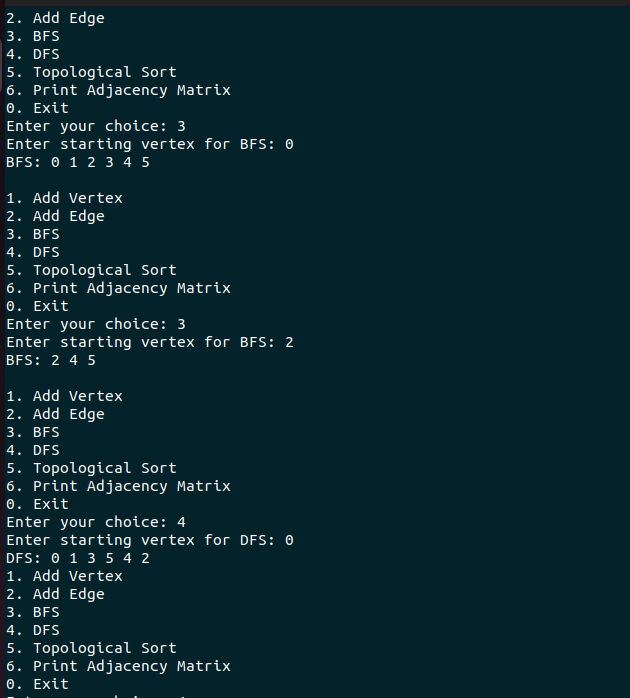 2. Add Edge
3. BFS
4. DFS
5. Topological Sort
6. Print Adjacency Matrix
0. Exit
Enter your choice: 3
Enter starting vertex for BFS: 0
BFS: 0 1 2 3 4 5
1. Add Vertex
2. Add Edge
3. BFS
4. DFS
5. Topological Sort
6. Print Adjacency Matrix
0. Exit
Enter your choice: 3
Enter starting vertex for BFS: 2
BFS: 2 4 5
1. Add Vertex
2. Add Edge
3. BFS
4. DFS
5. Topological Sort
6. Print Adjacency Matrix
0. Exit
Enter your choice: 4
Enter starting vertex for DFS: 0
DFS: 0 1 3 5 4 2
1. Add Vertex
2. Add Edge
3. BFS
4. DFS
5. Topological Sort
6. Print Adjacency Matrix
0. Exit